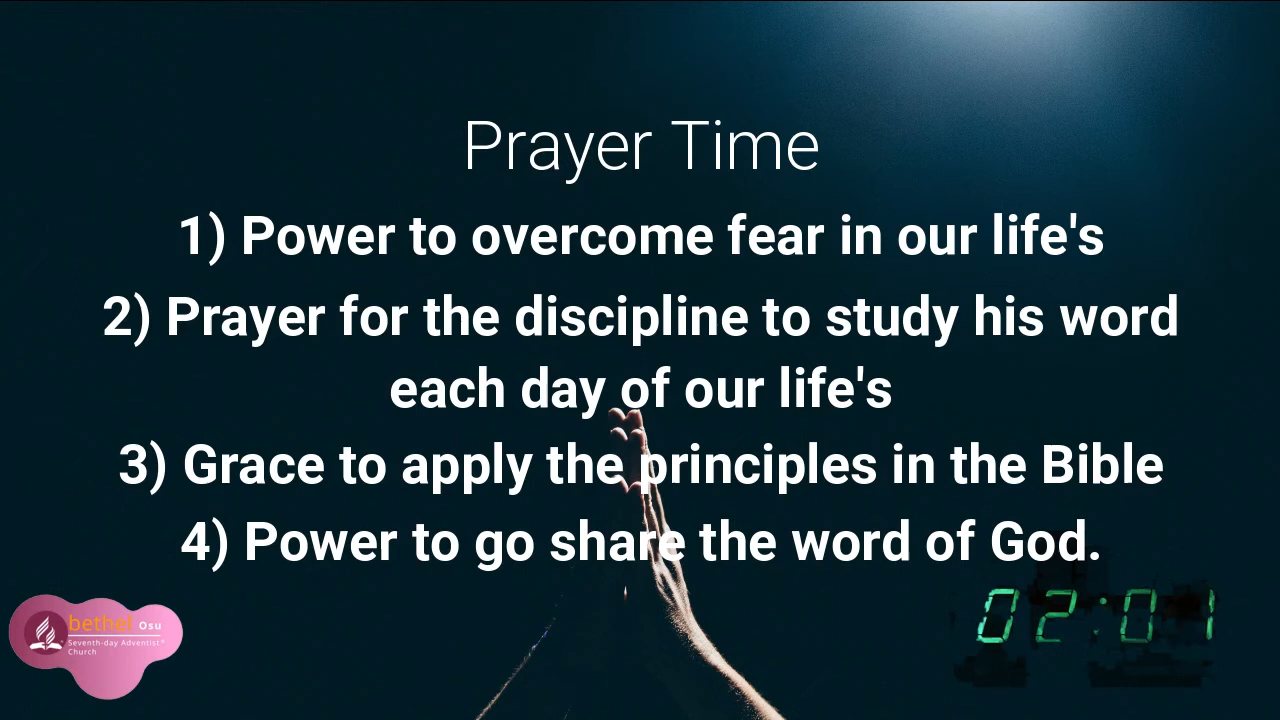 Prayer Time
1) Power to overcome fear in our life's
2) Prayer for the discipline to study his word
each day of our life's
3) Grace to apply the principles in the Bible
4) Power to go share the word of God.
bethel Osu
Seventh-day Adventist®
Church
02:01